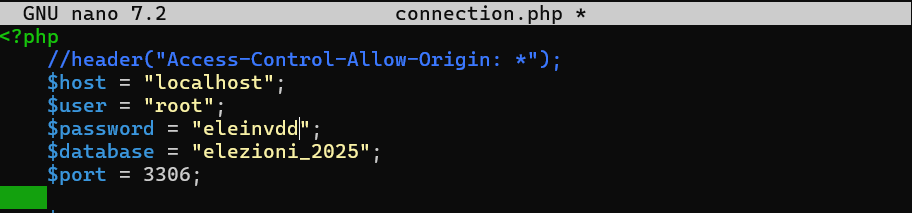 GNU nano 7.2 connection.php *
<?php
//header("Access-Control-Allow-Origin: *");
$host = "localhost";
$user = "root";
$password = "eleinvdd";
$database = "elezioni_2025";
$port = 3306;